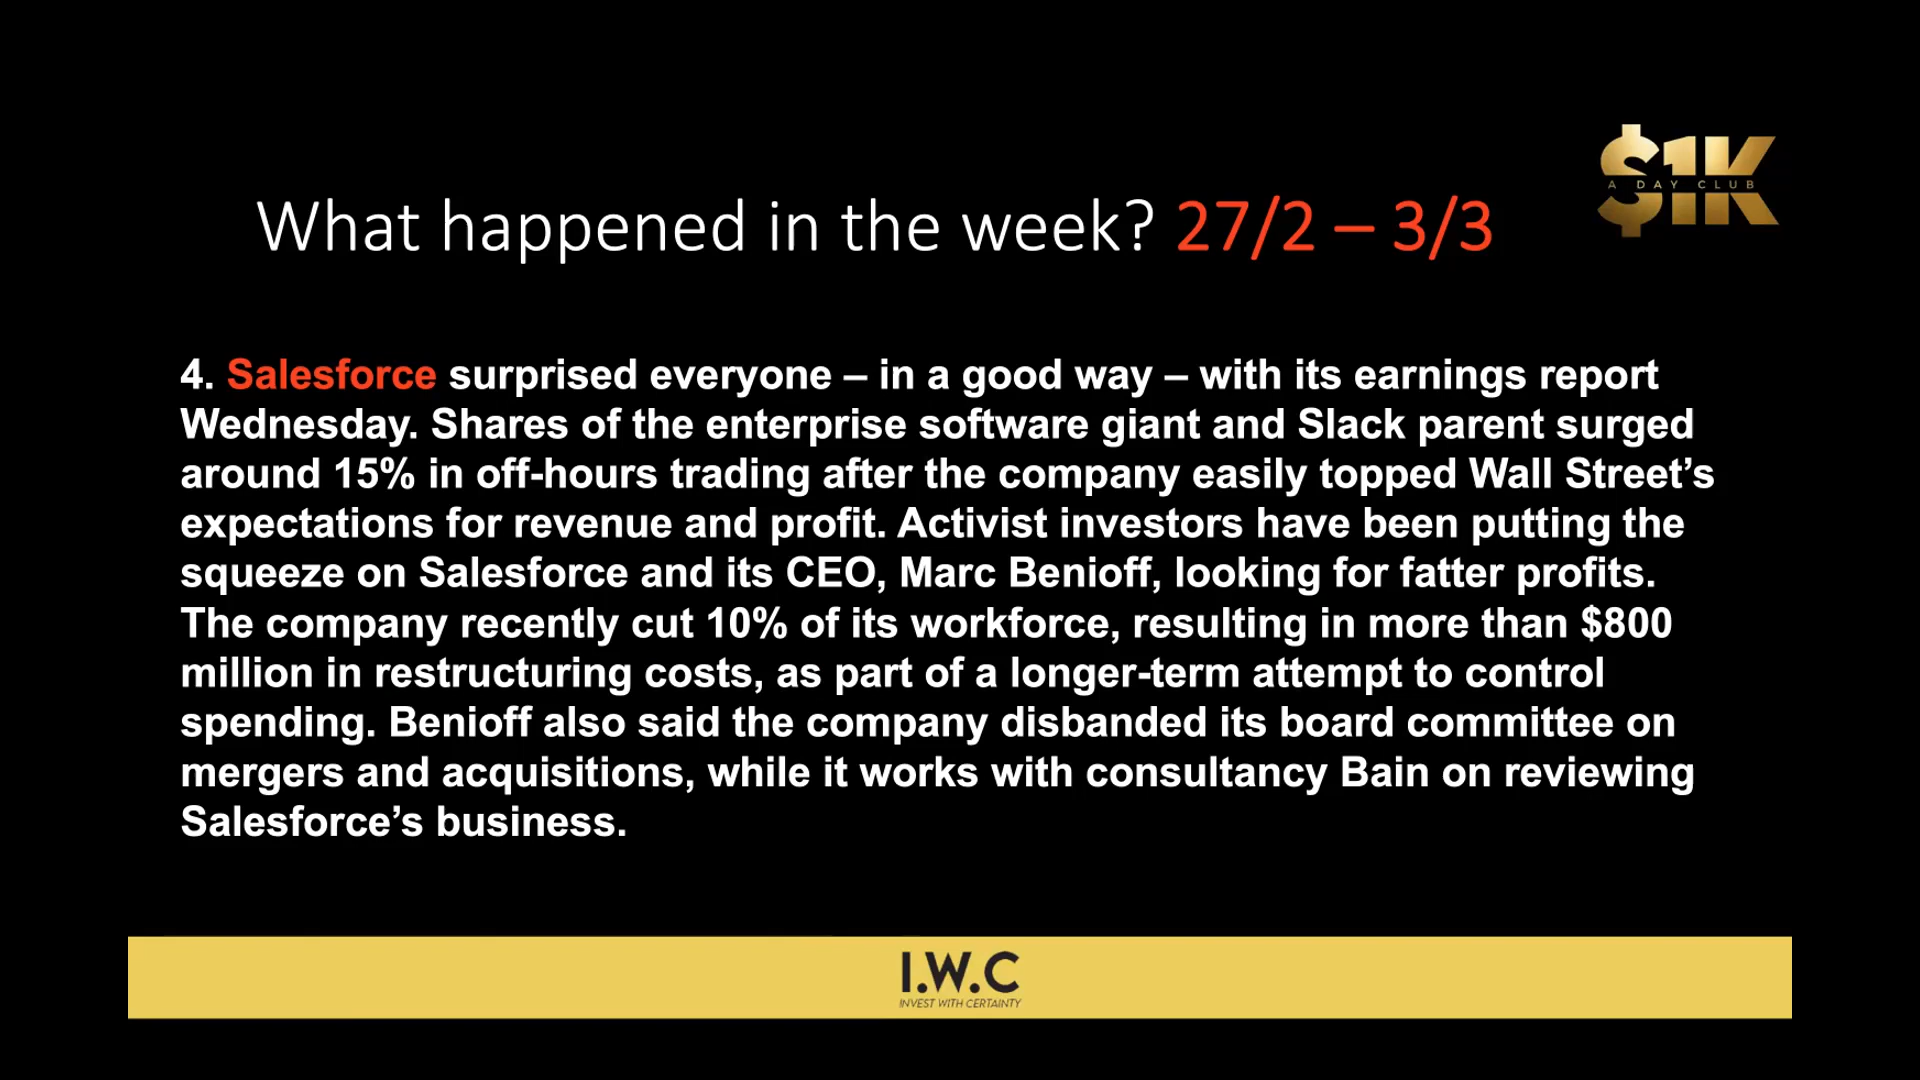 $1K
A DAY CLUB
What happened in the week? 27/2 – 3/3
4. Salesforce surprised everyone – in a good way – with its earnings report
Wednesday. Shares of the enterprise software giant and Slack parent surged
around 15% in off-hours trading after the company easily topped Wall Street’s
expectations for revenue and profit. Activist investors have been putting the
squeeze on Salesforce and its CEO, Marc Benioff, looking for fatter profits.
The company recently cut 10% of its workforce, resulting in more than $800
million in restructuring costs, as part of a longer-term attempt to control
spending. Benioff also said the company disbanded its board committee on
mergers and acquisitions, while it works with consultancy Bain on reviewing
Salesforce’s business.
I.W.C
INVEST WITH CERTAINTY